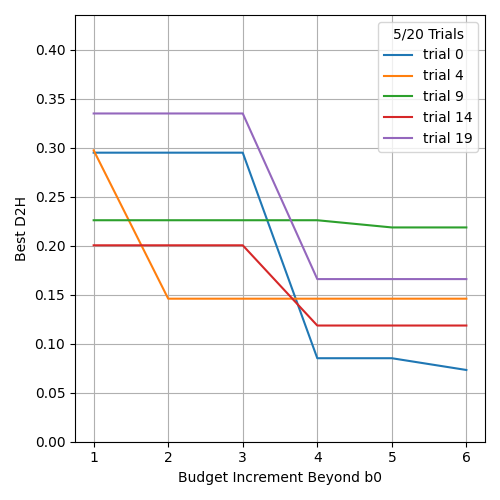 5/20 Trials
trial 0
trial 4
trial 9
trial 14
trial 19
Best D2H
0.40
0.35
0.30
0.25
0.20
0.15
0.10
0.05
0.00
1 2 3 4 5 6
Budget Increment Beyond b0